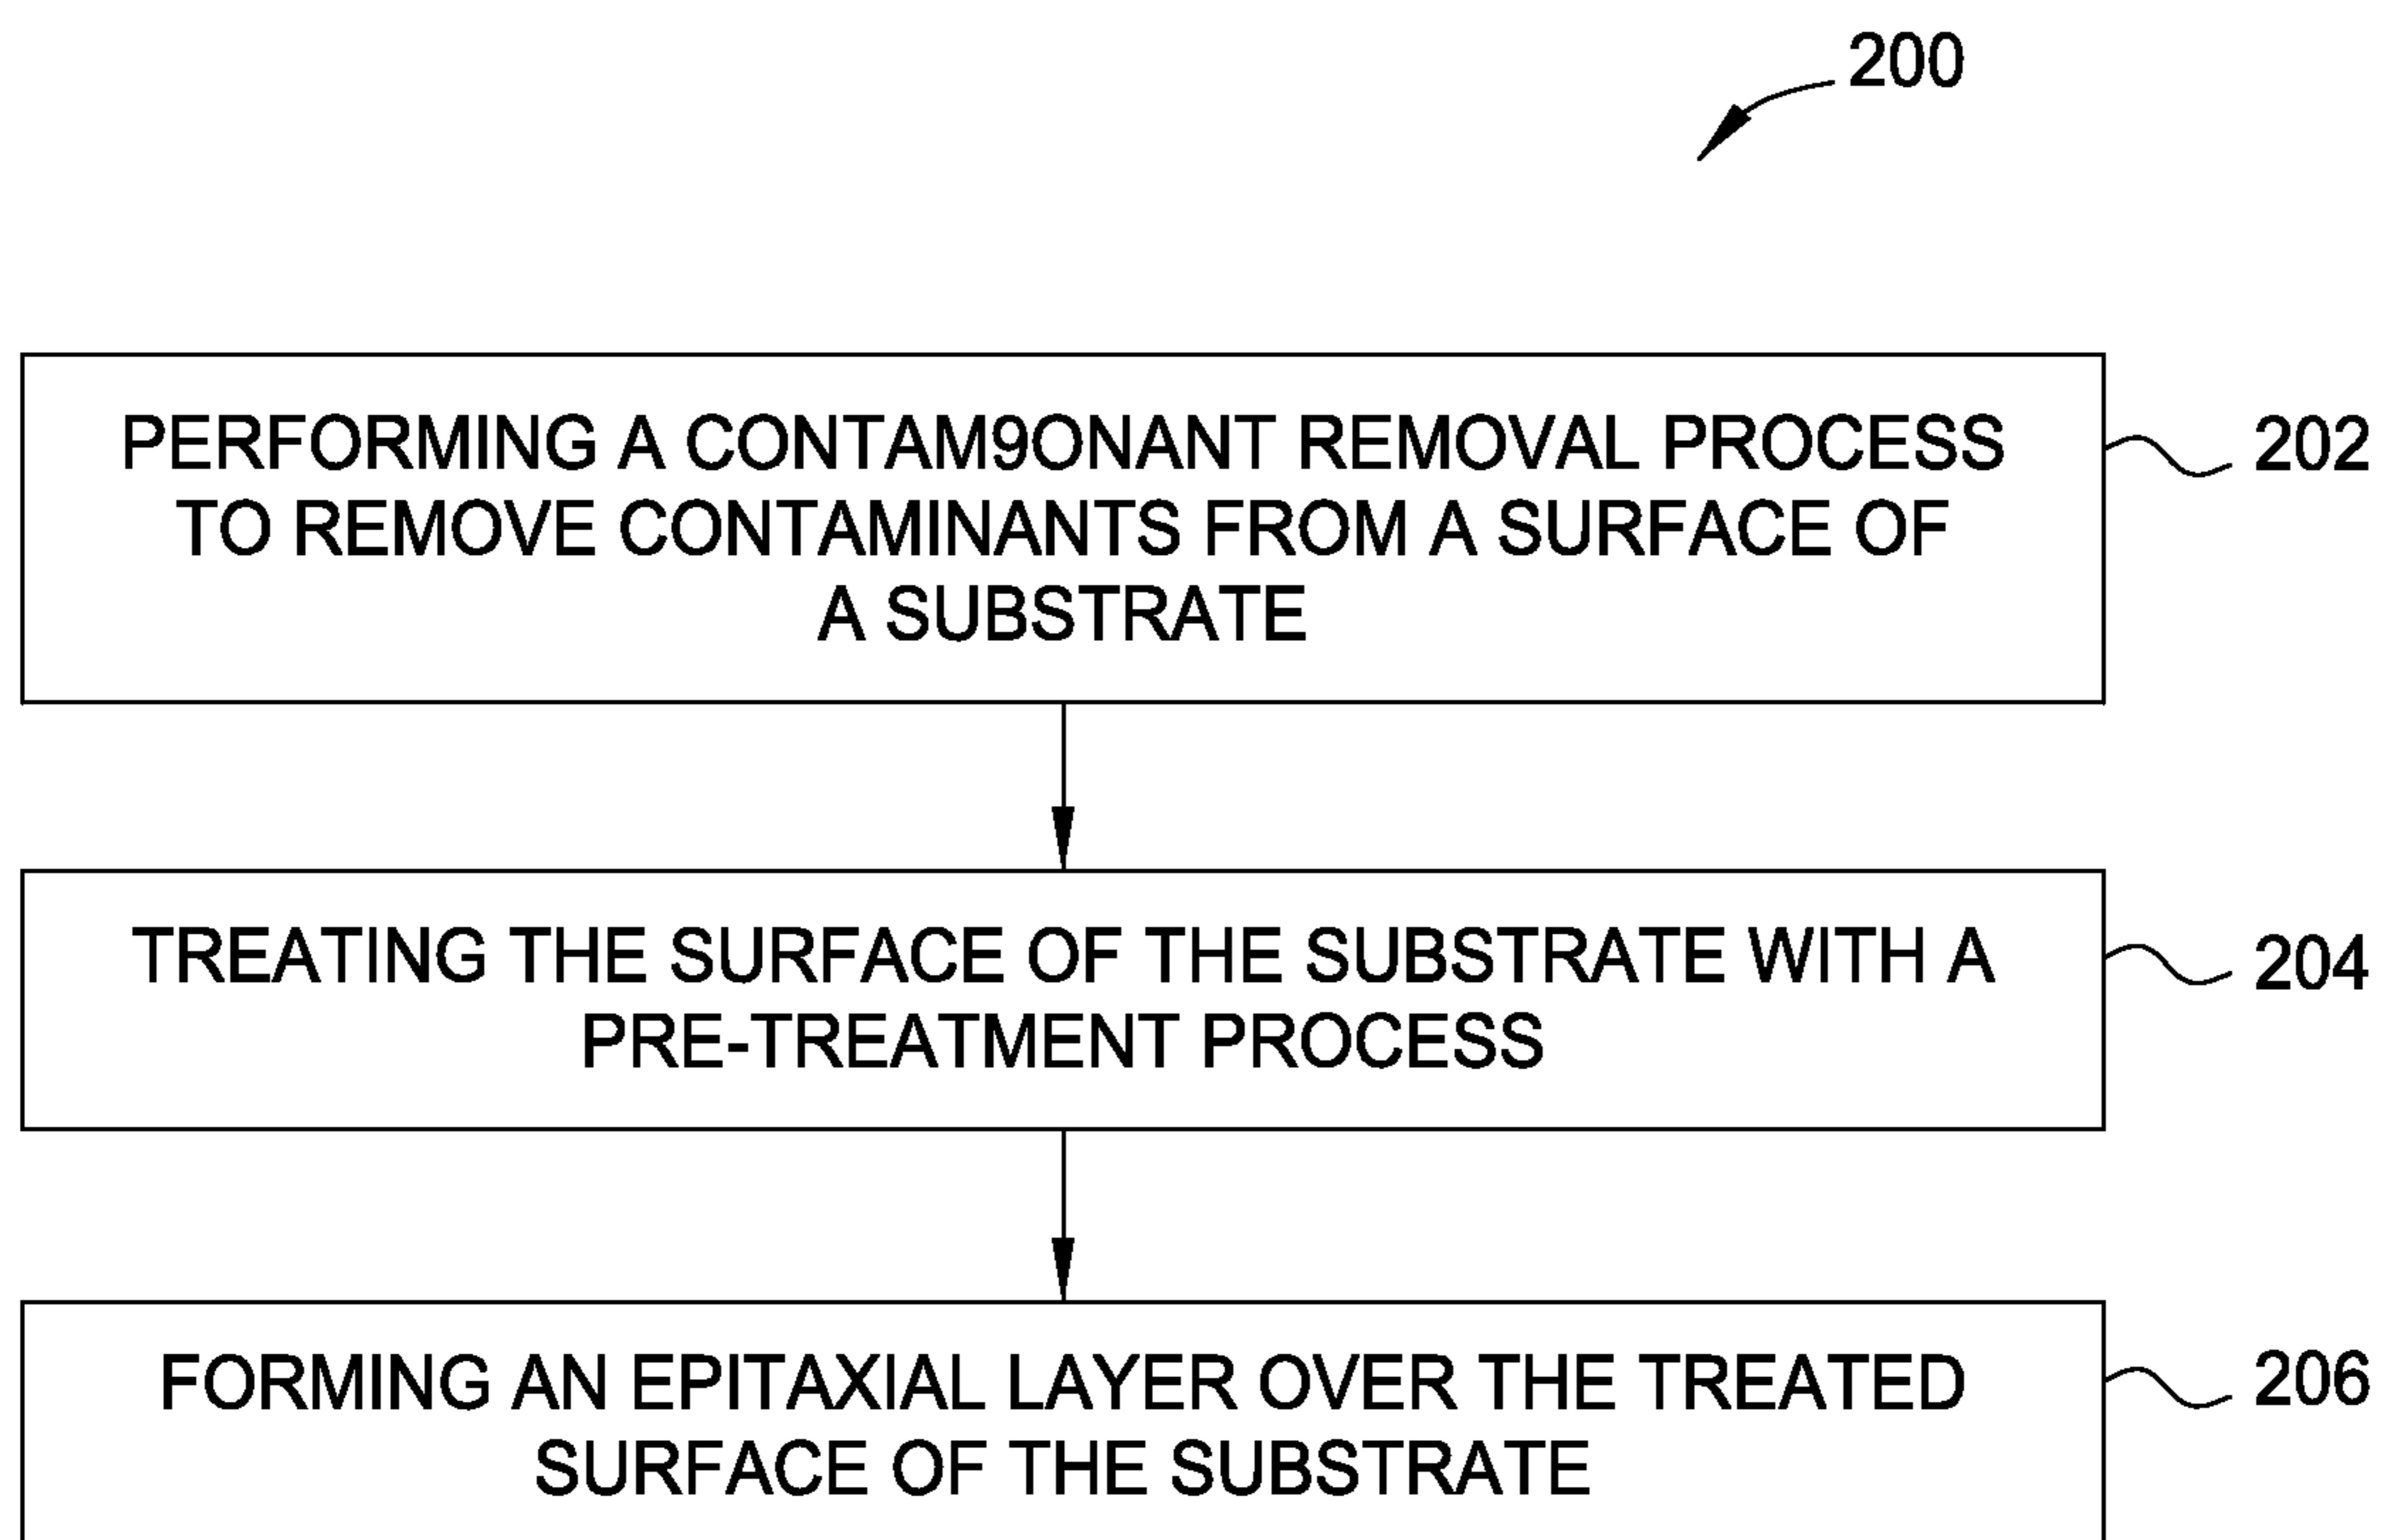 200
PERFORMING A CONTAM9ONANT REMOVAL PROCESS
TO REMOVE CONTAMINANTS FROM A SURFACE OF
A SUBSTRATE
202
TREATING THE SURFACE OF THE SUBSTRATE WITH A
PRE-TREATMENT PROCESS
204
FORMING AN EPITAXIAL LAYER OVER THE TREATED
SURFACE OF THE SUBSTRATE
206